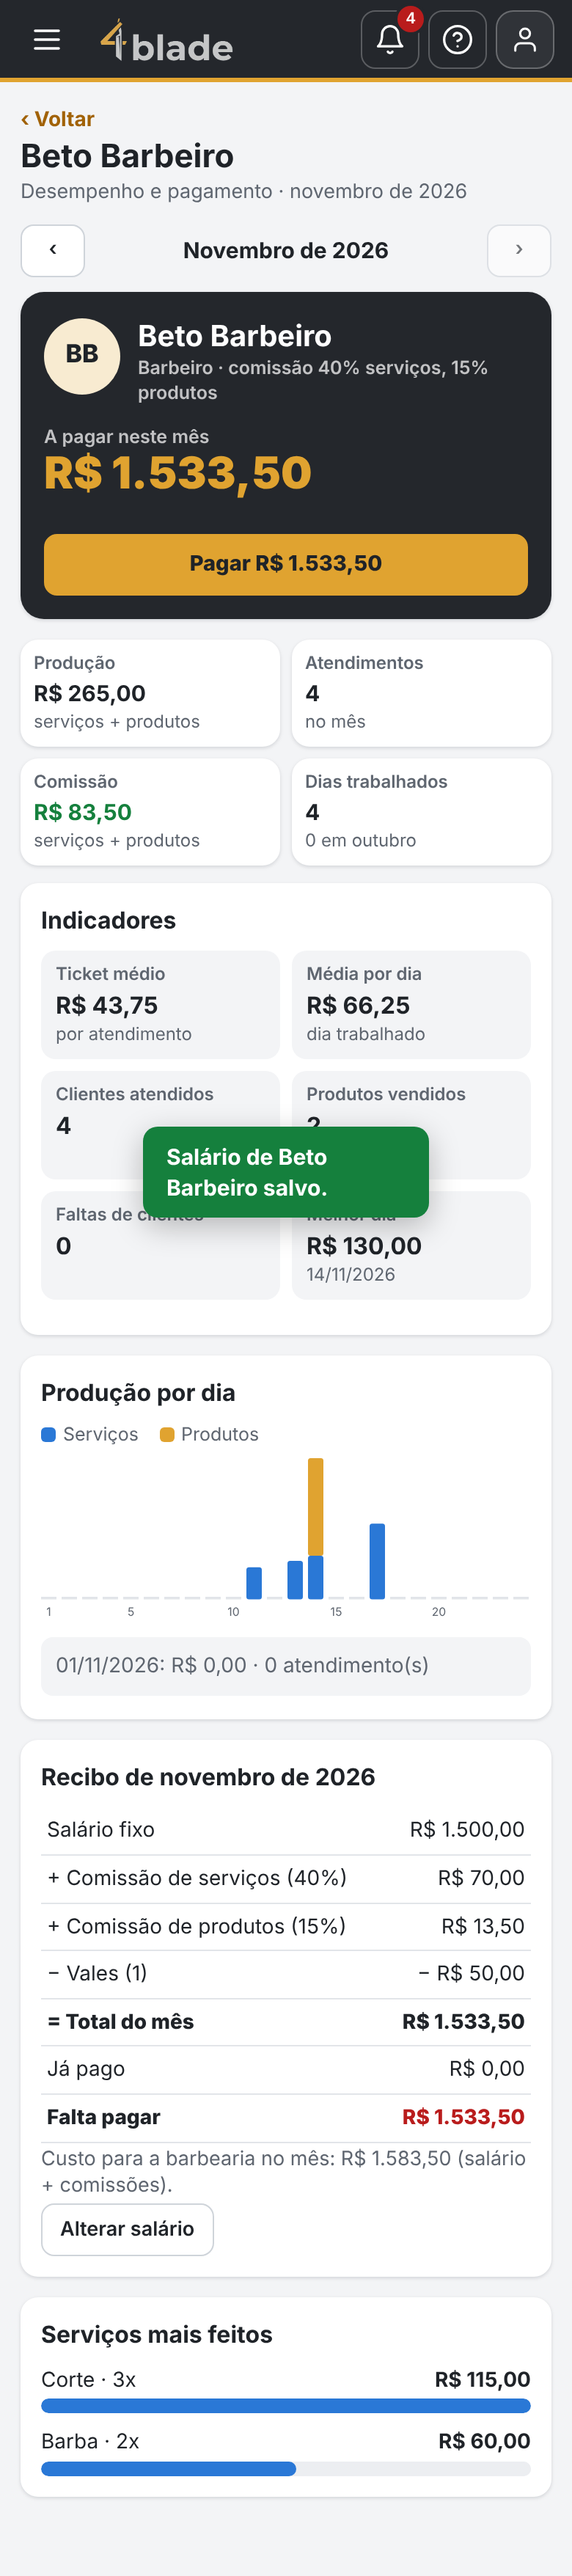 4blade
4
‹ Voltar
Beto Barbeiro
Desempenho e pagamento · novembro de 2026
‹
Novembro de 2026
›
BB
Beto Barbeiro
Barbeiro · comissão 40% serviços, 15%
produtos
A pagar neste mês
R$ 1.533,50
Pagar R$ 1.533,50
Produção
R$ 265,00
serviços + produtos
Atendimentos
4
no mês
Comissão
R$ 83,50
serviços + produtos
Dias trabalhados
4
0 em outubro
Indicadores
Ticket médio
R$ 43,75
por atendimento
Média por dia
R$ 66,25
dia trabalhado
Clientes atendidos
4
Produtos vendidos
2
Salário de Beto
Barbeiro salvo.
Faltas de clientes
0
Melhor dia
R$ 130,00
14/11/2026
Produção por dia
Serviços
Produtos
1 5 10 15 20
01/11/2026: R$ 0,00 · 0 atendimento(s)
Recibo de novembro de 2026
Salário fixo R$ 1.500,00
+ Comissão de serviços (40%) R$ 70,00
+ Comissão de produtos (15%) R$ 13,50
− Vales (1) − R$ 50,00
= Total do mês R$ 1.533,50
Já pago R$ 0,00
Falta pagar R$ 1.533,50
Custo para a barbearia no mês: R$ 1.583,50 (salário
+ comissões).
Alterar salário
Serviços mais feitos
Corte · 3x R$ 115,00
Barba · 2x R$ 60,00